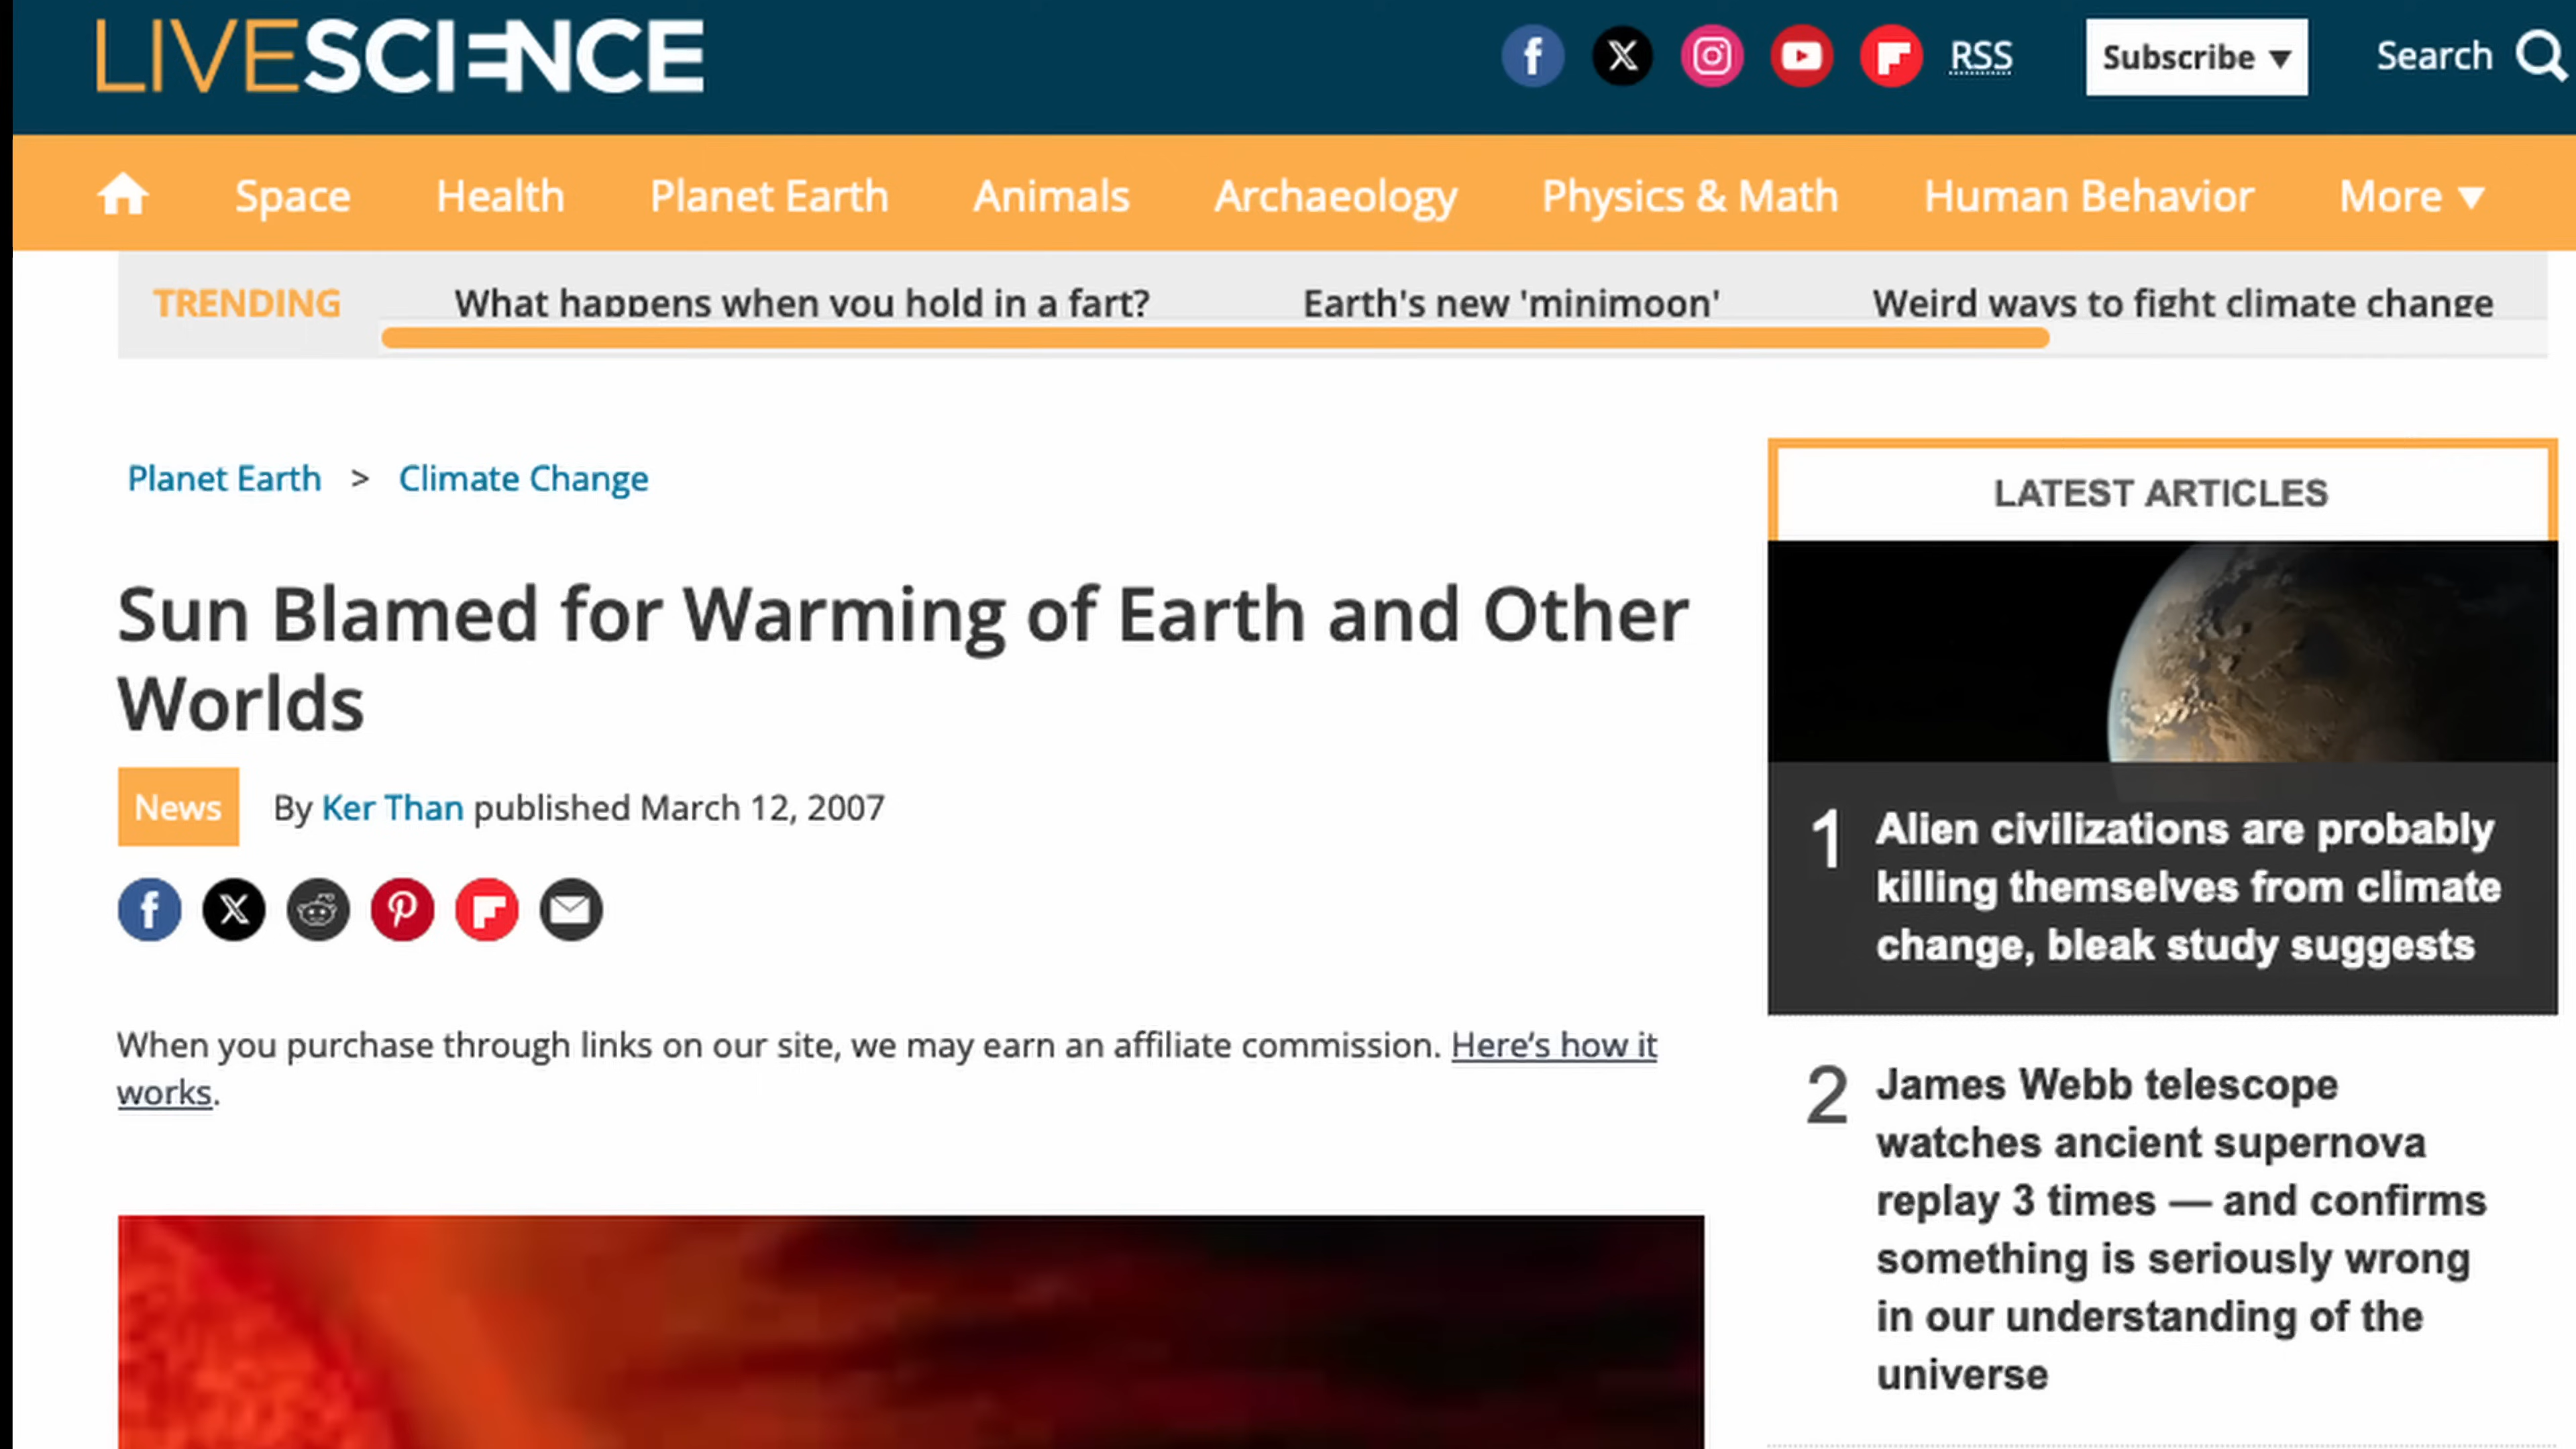 LIVESCIENCE
RSS
Subscribe ▼
Search
Space Health Planet Earth Animals Archaeology Physics & Math Human Behavior More ▼
TRENDING What happens when you hold in a fart? Earth's new 'minimoon' Weird ways to fight climate change
Planet Earth > Climate Change
Sun Blamed for Warming of Earth and Other
Worlds
News By Ker Than published March 12, 2007
When you purchase through links on our site, we may earn an affiliate commission. Here’s how it
works.
LATEST ARTICLES
1 Alien civilizations are probably
killing themselves from climate
change, bleak study suggests
2 James Webb telescope
watches ancient supernova
replay 3 times — and confirms
something is seriously wrong
in our understanding of the
universe